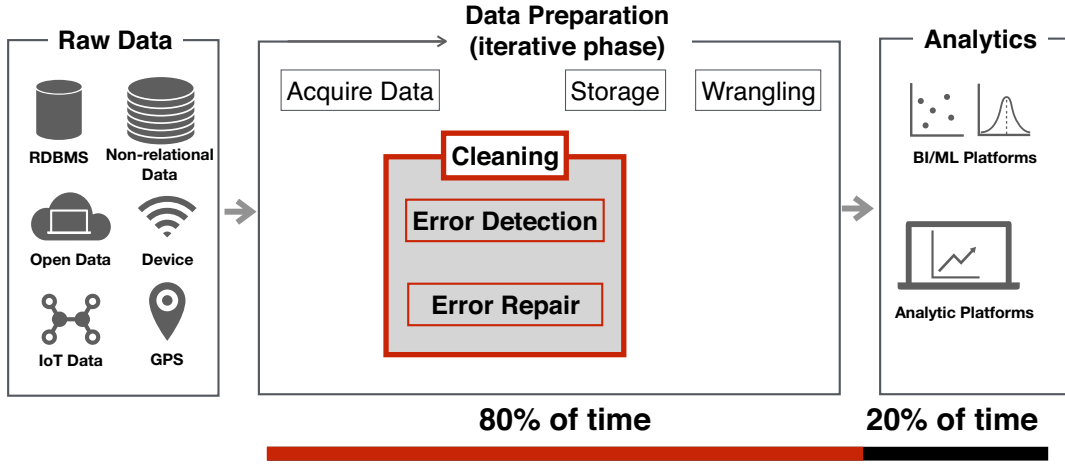 Raw Data
RDBMS
Non-relational
Data
Open Data
Device
IoT Data
GPS
Data Preparation
(iterative phase)
Acquire Data
Storage
Wrangling
Cleaning
Error Detection
Error Repair
Analytics
BI/ML Platforms
Analytic Platforms
80% of time
20% of time